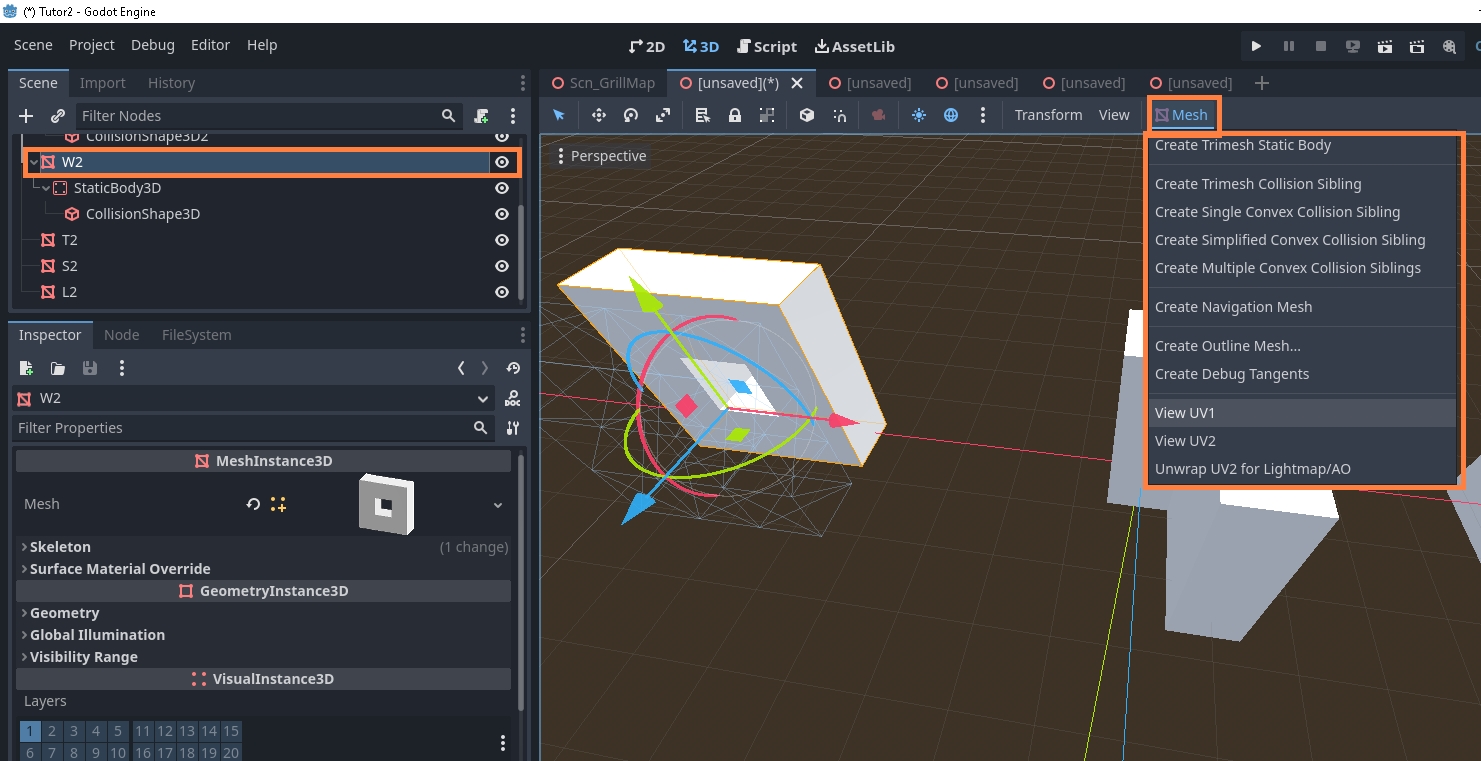 (*) Tutor2 - Godot Engine
Scene Project Debug Editor Help
2D 3D Script AssetLib
Scene Import History
Scn_GrillMap [unsaved](*) [unsaved] [unsaved] [unsaved] [unsaved]
Filter Nodes
Transform View Mesh
CollisionShape3D2
W2
StaticBody3D
CollisionShape3D
T2
S2
L2
Perspective
Create Trimesh Static Body
Create Trimesh Collision Sibling
Create Single Convex Collision Sibling
Create Simplified Convex Collision Sibling
Create Multiple Convex Collision Siblings
Create Navigation Mesh
Create Outline Mesh...
Create Debug Tangents
View UV1
View UV2
Unwrap UV2 for Lightmap/AO
Inspector Node FileSystem
W2
DOC
Filter Properties
MeshInstance3D
Mesh
Skeleton (1 change)
Surface Material Override
GeometryInstance3D
Geometry
Global Illumination
Visibility Range
VisualInstance3D
Layers
1 2 3 4 5 11 12 13 14 15
6 7 8 9 10 16 17 18 19 20